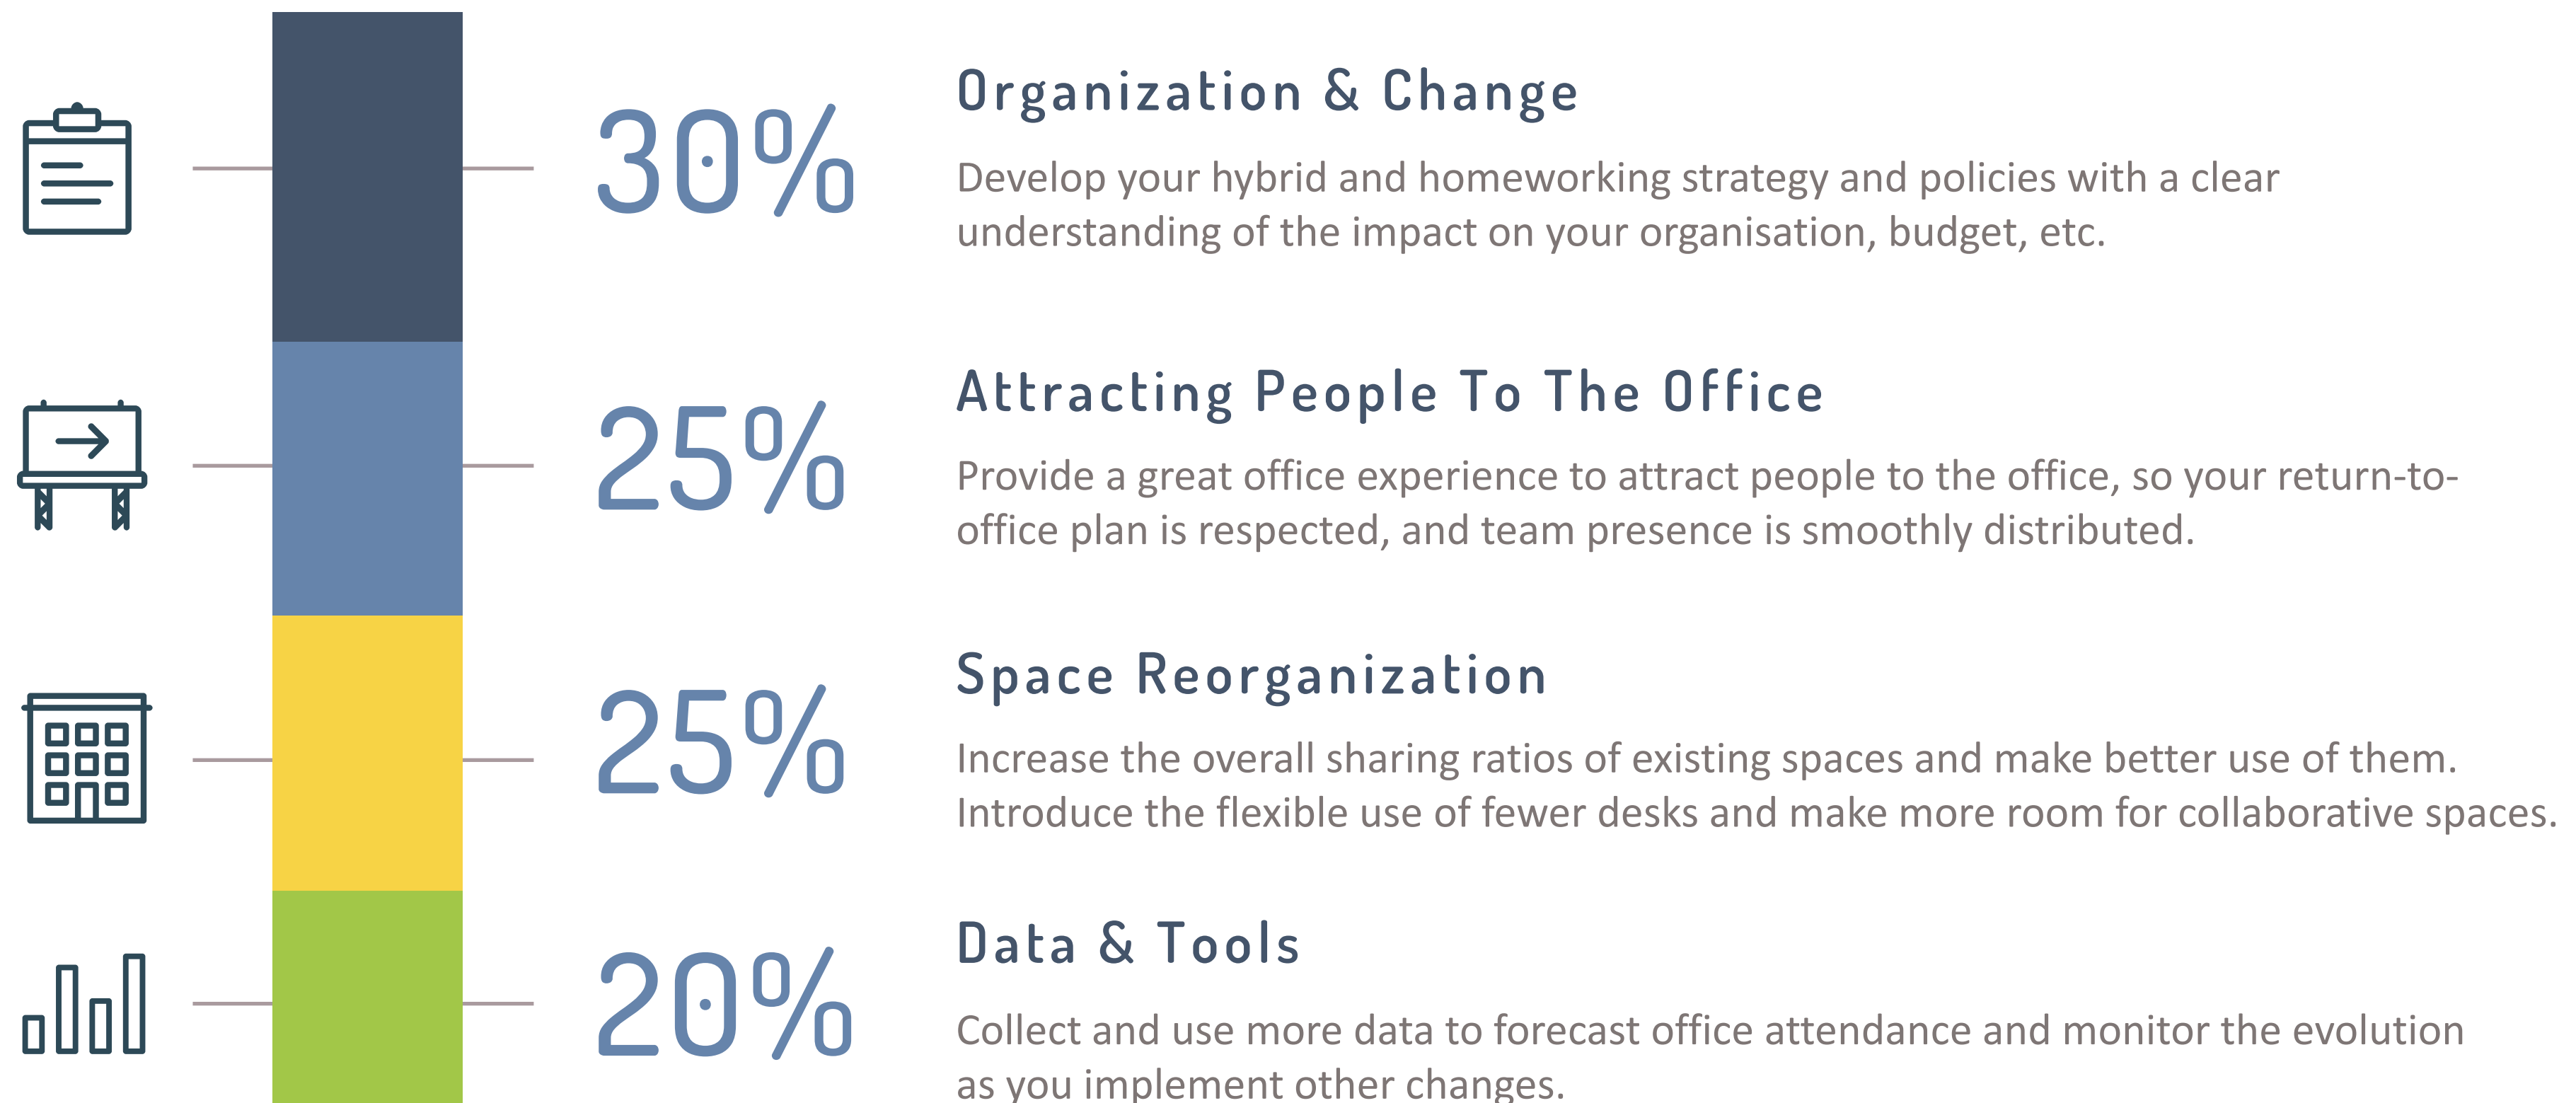 30%
Organization & Change
Develop your hybrid and homeworking strategy and policies with a clear
understanding of the impact on your organisation, budget, etc.
25%
Attracting People To The Office
Provide a great office experience to attract people to the office, so your return-to-
office plan is respected, and team presence is smoothly distributed.
25%
Space Reorganization
Increase the overall sharing ratios of existing spaces and make better use of them.
Introduce the flexible use of fewer desks and make more room for collaborative spaces.
20%
Data & Tools
Collect and use more data to forecast office attendance and monitor the evolution
as you implement other changes.